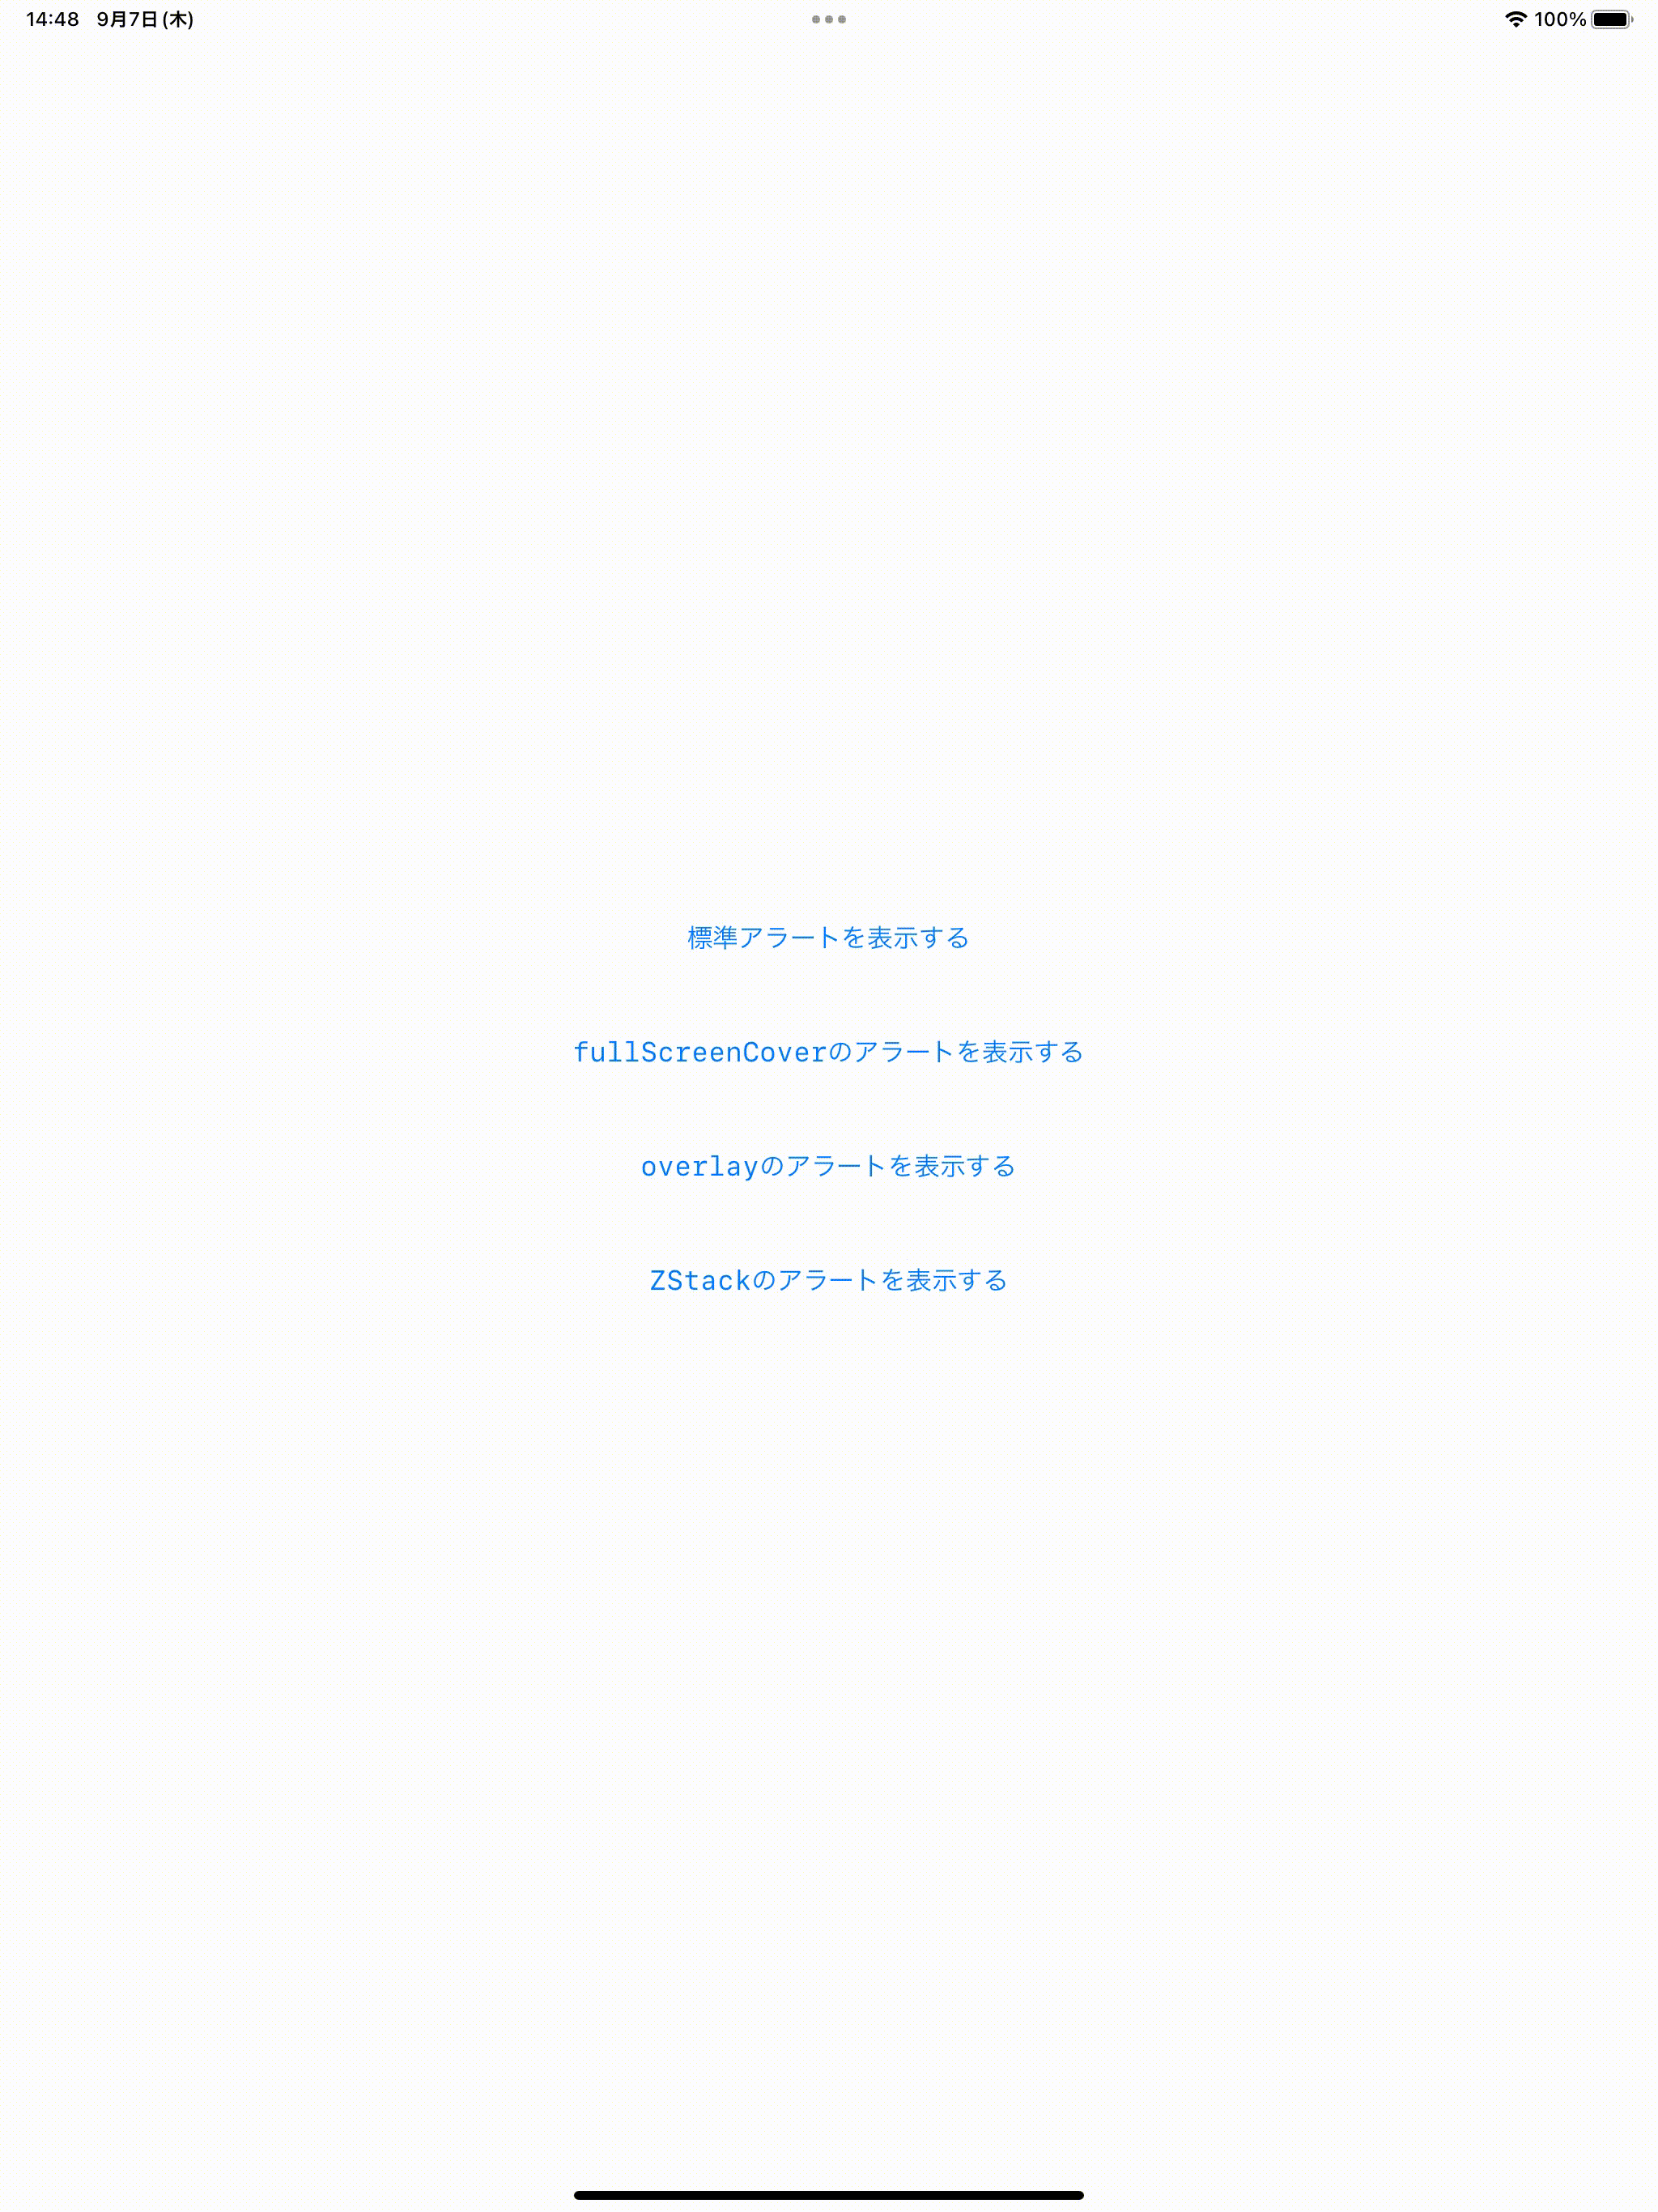 14:48 9月7日(木) 100%
標準アラートを表示する
fullScreenCoverのアラートを表示する
overlayのアラートを表示する
ZStackのアラートを表示する